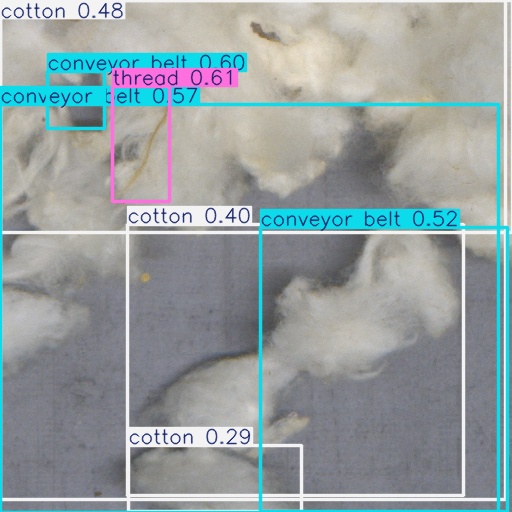 cotton 0.48
conveyor belt 0.60
thread 0.61
conveyor belt 0.57
cotton 0.40
conveyor belt 0.52
cotton 0.29